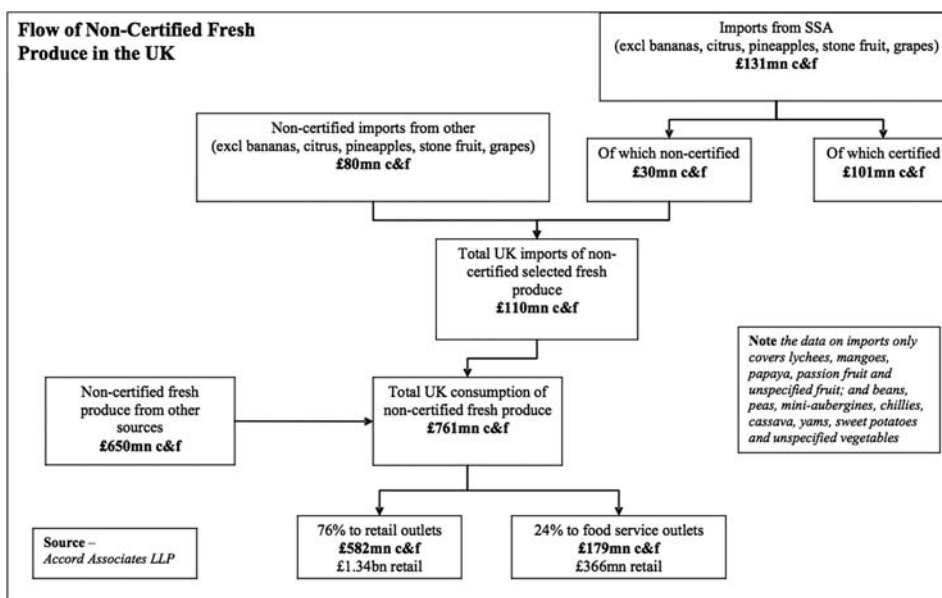 Flow of Non-Certified Fresh
Produce in the UK
Imports from SSA
(excl bananas, citrus, pineapples, stone fruit, grapes)
£131mn c&f
Non-certified imports from other
(excl bananas, citrus, pineapples, stone fruit, grapes)
£80mn c&f
Of which non-certified
£30mn c&f
Of which certified
£101mn c&f
Total UK imports of non-
certified selected fresh
produce
£110mn c&f
Note the data on imports only
covers lychees, mangoes,
papaya, passion fruit and
unspecified fruit; and beans,
peas, mini-aubergines, chillies,
cassava, yams, sweet potatoes
and unspecified vegetables
Non-certified fresh
produce from other
sources
£650mn c&f
Total UK consumption of
non-certified fresh produce
£761mn c&f
76% to retail outlets
£582mn c&f
£1.34bn retail
24% to food service outlets
£179mn c&f
£366mn retail
Source –
Accord Associates LLP